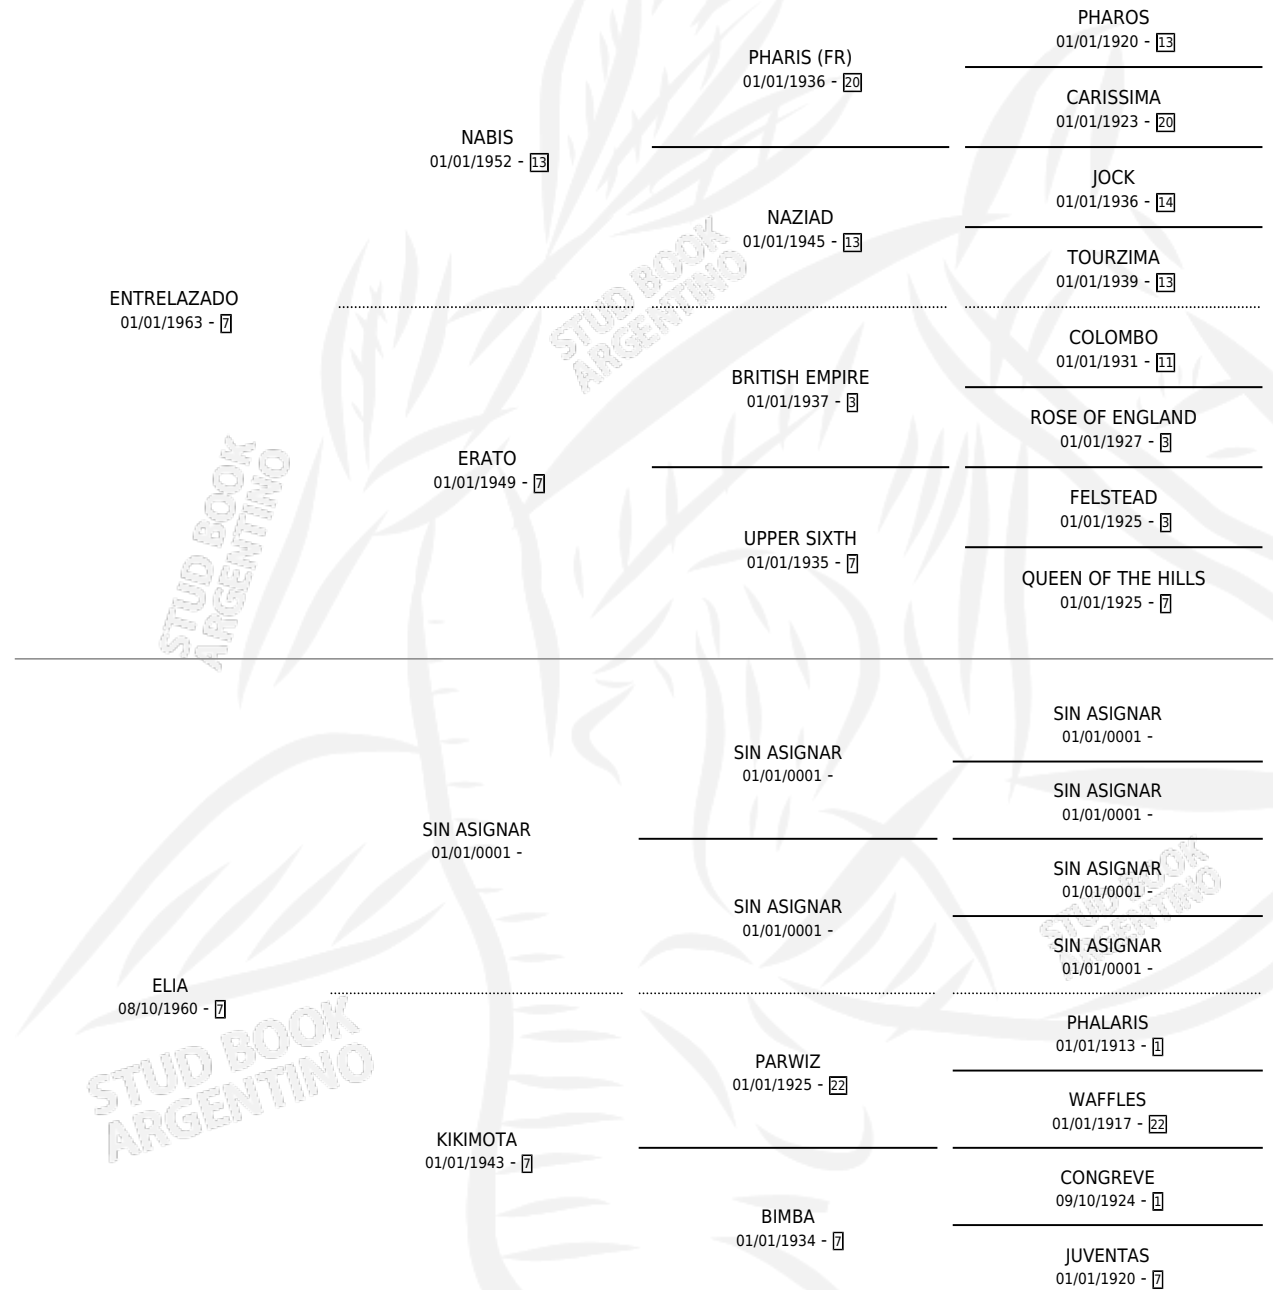 PHAROS
01/01/1920 - 13
PHARIS (FR)
01/01/1936 - 20
CARISSIMA
01/01/1923 - 20
NABIS
01/01/1952 - 13
JOCK
01/01/1936 - 14
NAZIAD
01/01/1945 - 13
TOURZIMA
01/01/1939 - 13
ENTRELAZADO
01/01/1963 - 7
STUD BOOK
ARGENTINO
COLOMBO
01/01/1931 - 11
BRITISH EMPIRE
01/01/1937 - 3
ROSE OF ENGLAND
01/01/1927 - 3
ERATO
01/01/1949 - 7
FELSTEAD
01/01/1925 - 3
UPPER SIXTH
01/01/1935 - 7
QUEEN OF THE HILLS
01/01/1925 - 7
STUD BOOK
ARGENTINO
SIN ASIGNAR
01/01/0001 -
SIN ASIGNAR
01/01/0001 -
SIN ASIGNAR
01/01/0001 -
SIN ASIGNAR
01/01/0001 -
SIN ASIGNAR
01/01/0001 -
SIN ASIGNAR
01/01/0001 -
SIN ASIGNAR
01/01/0001 -
STUD BOOK
ARGENTINO
ELIA
08/10/1960 - 7
PHALARIS
01/01/1913 - 1
PARWIZ
01/01/1925 - 22
WAFFLES
01/01/1917 - 22
KIKIMOTA
01/01/1943 - 7
CONGREVE
09/10/1924 - 1
BIMBA
01/01/1934 - 7
JUVENTAS
01/01/1920 - 7
STUD BOOK
ARGENTINO